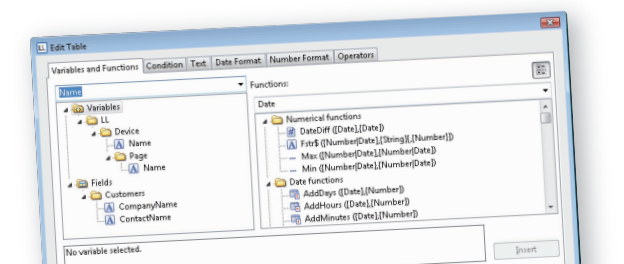 LL Edit Table
Variables and Functions Condition Text Date Format Number Format Operators
Name
Variables
LL
Device
Name
Page
Name
Fields
Customers
CompanyName
ContactName
Functions:
Date
Numerical functions
DateDiff ([Date],[Date])
Fstr$ ([Number|Date],[String][,[Number]])
Max ([Number|Date],[Number|Date])
Min ([Number|Date],[Number|Date])
Date functions
AddDays ([Date],[Number])
AddHours ([Date],[Number])
AddMinutes ([Date],[Number])
No variable selected.
Insert